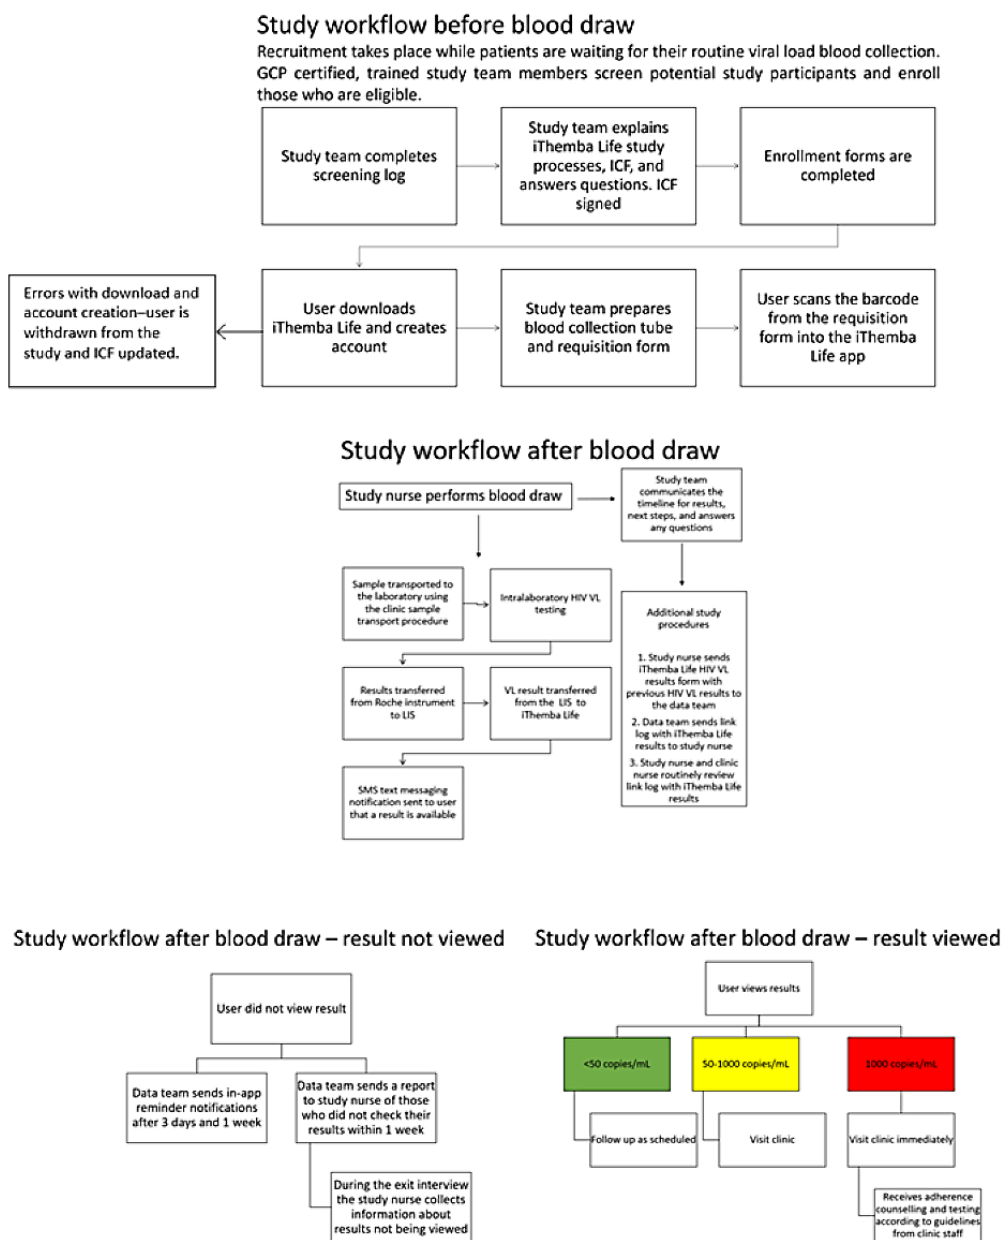 Study workflow before blood draw
Recruitment takes place while patients are waiting for their routine viral load blood collection.
GCP certified, trained study team members screen potential study participants and enroll
those who are eligible.
Study team completes
screening log
Study team explains
iThemba Life study
processes, ICF, and
answers questions. ICF
signed
Enrollment forms are
completed
Errors with download and
account creation–user is
withdrawn from the
study and ICF updated.
User downloads
iThemba Life and creates
account
Study team prepares
blood collection tube
and requisition form
User scans the barcode
from the requisition
form into the iThemba
Life app
Study workflow after blood draw
Study nurse performs blood draw
Study team
communicates the
timeline for results,
next steps, and answers
any questions
Sample transported to
the laboratory using
the clinic sample
transport procedure
Intralaboratory HIV VL
testing
Results transferred
from Roche instrument
to LIS
VL result transferred
from the LIS to
iThemba Life
SMS text messaging
notification sent to user
that a result is available
Additional study
procedures
1. Study nurse sends
iThemba Life HIV VL
results form with
previous HIV VL results to
the data team
2. Data team sends link
log with iThemba Life
results to study nurse
3. Study nurse and clinic
nurse routinely review
link log with iThemba Life
results
Study workflow after blood draw – result not viewed
User did not view result
Data team sends in-app
reminder notifications
after 3 days and 1 week
Data team sends a report
to study nurse of those
who did not check their
results within 1 week
During the exit interview
the study nurse collects
information about
results not being viewed
Study workflow after blood draw – result viewed
User views results
<50 copies/mL
50-1000 copies/mL
1000 copies/mL
Follow up as scheduled
Visit clinic
Visit clinic immediately
Receives adherence
counselling and testing
according to guidelines
from clinic staff